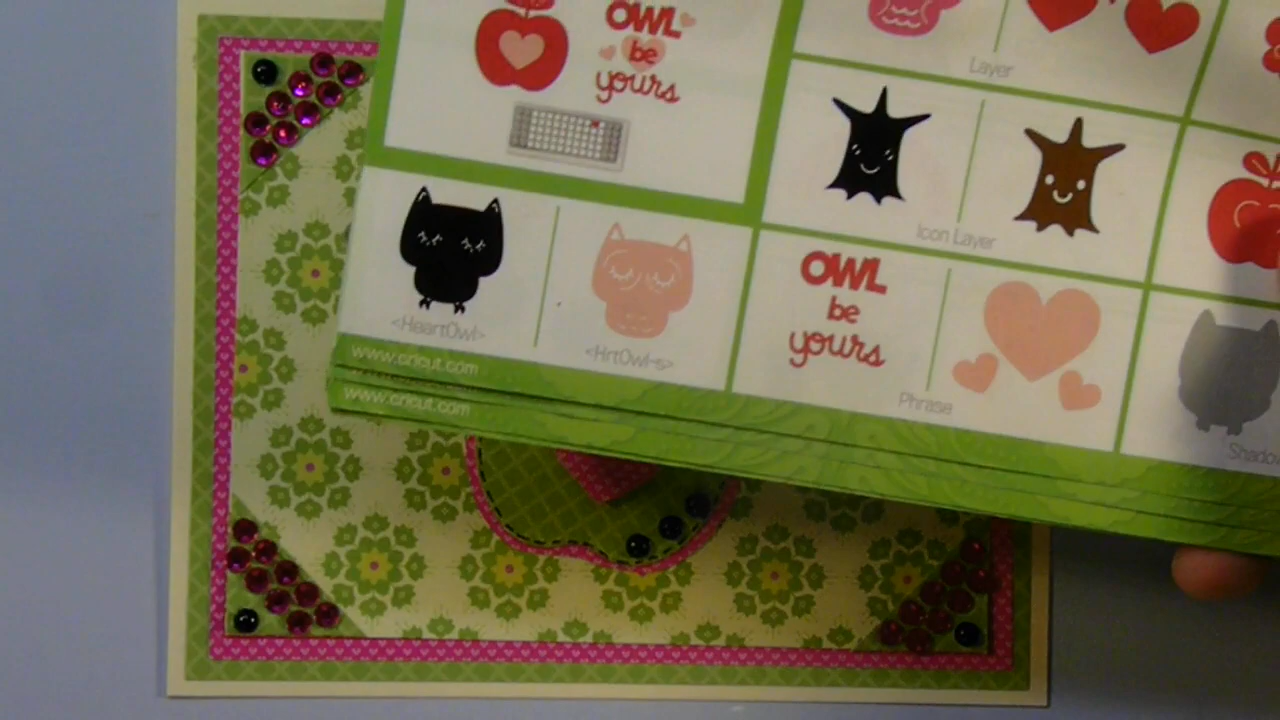 OWL
be
yours
Layer
Icon Layer
<HeartOwl>
<HrtOwl-s>
OWL
be
yours
Phrase
Shadow
www.cricut.com
www.cricut.com